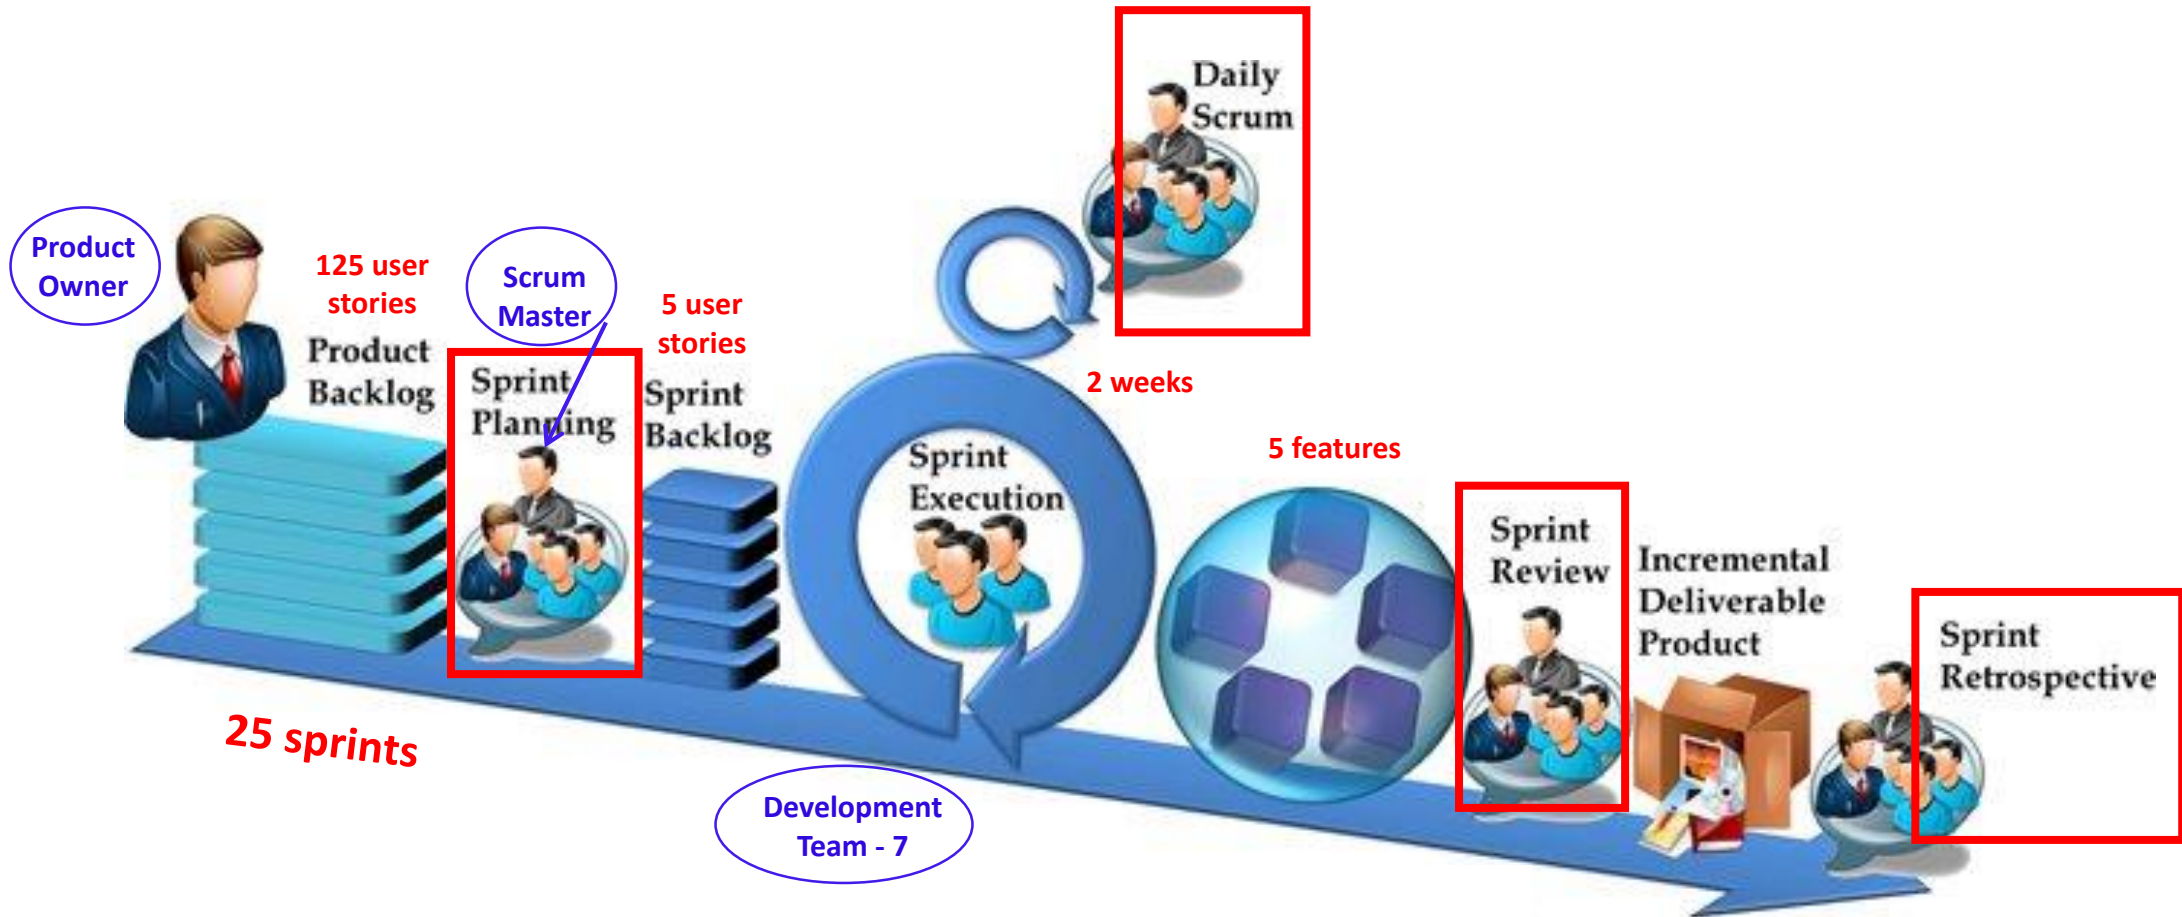 Product
Owner
125 user
stories
Product
Backlog
Scrum
Master
Sprint
Planning
5 user
stories
Sprint
Backlog
Sprint
Execution
2 weeks
Daily
Scrum
5 features
Sprint
Review
Incremental
Deliverable
Product
Sprint
Retrospective
25 sprints
Development
Team - 7